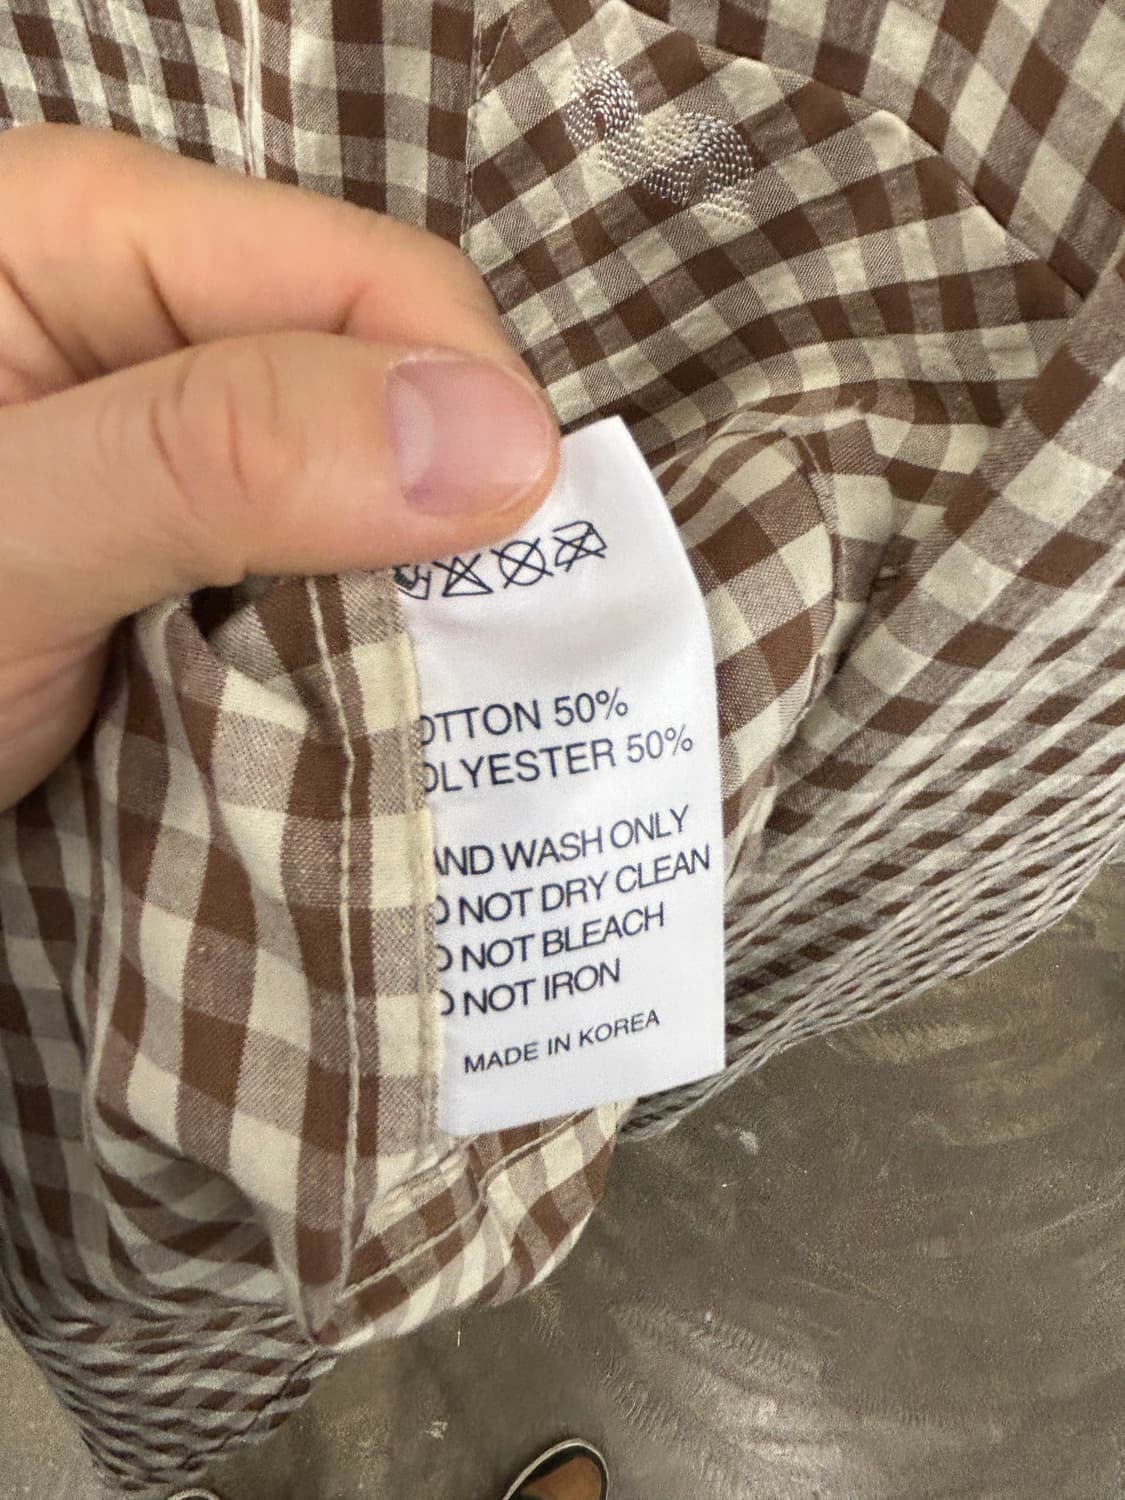 OTTON 50%
OLYESTER 50%
AND WASH ONLY
O NOT DRY CLEAN
O NOT BLEACH
O NOT IRON
MADE IN KOREA